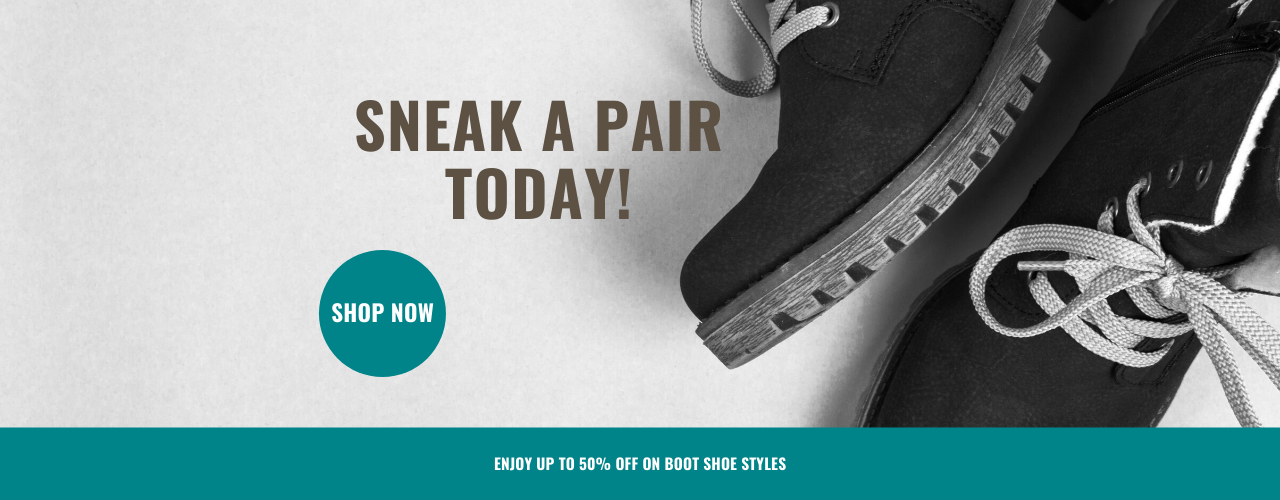 SNEAK A PAIR
TODAY!
SHOP NOW
ENJOY UP TO 50% OFF ON BOOT SHOE STYLES